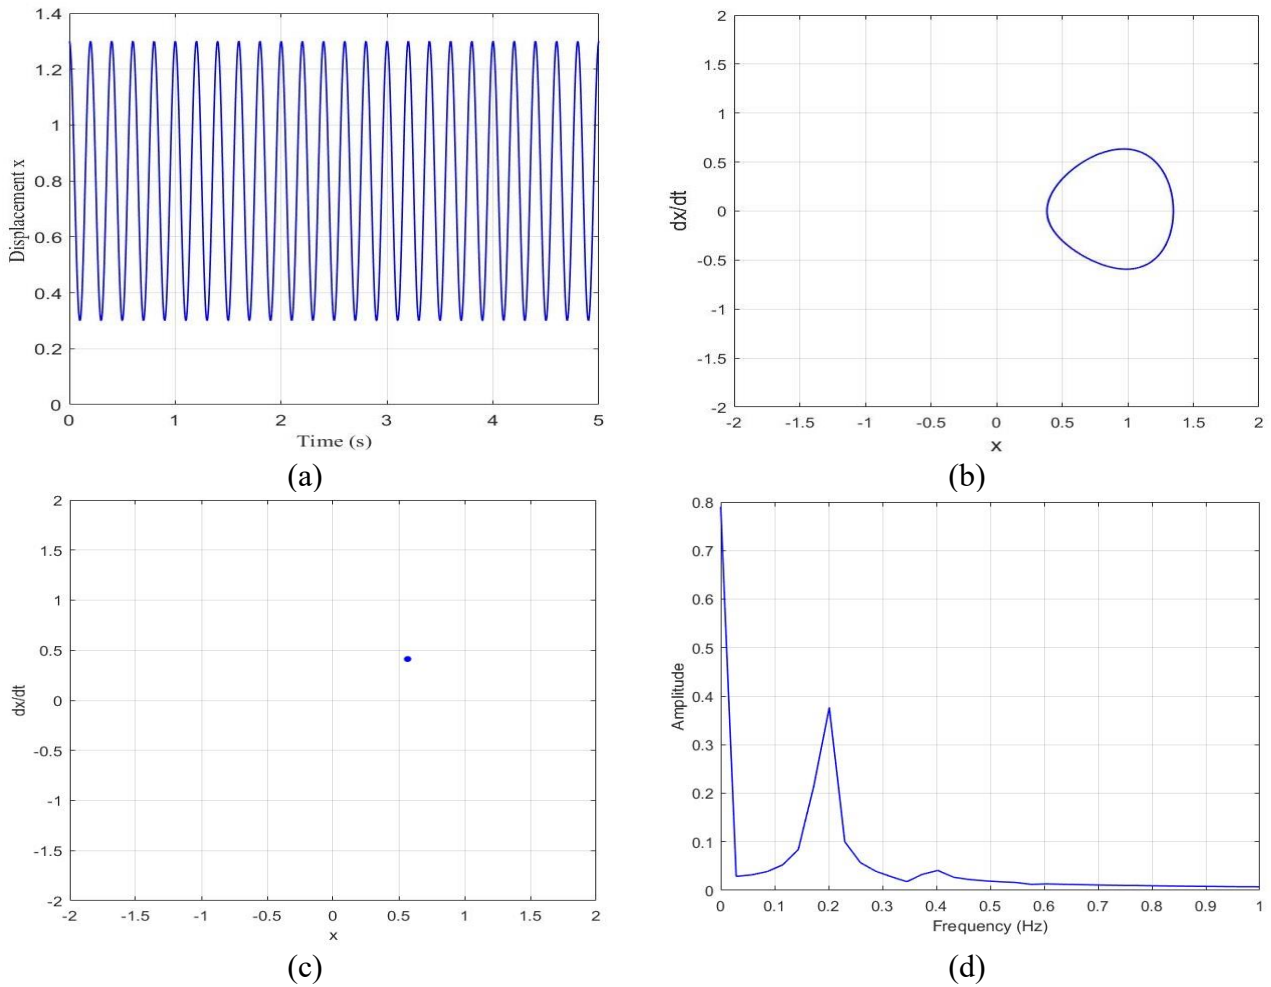 1.4
1.2
1
0.8
0.6
0.4
0.2
0
Displacement x
0 1 2 3 4 5
Time (s)
(a)
2
1.5
1
0.5
0
-0.5
-1
-1.5
-2
dx/dt
-2 -1.5 -1 -0.5 0 0.5 1 1.5 2
x
(b)
2
1.5
1
0.5
0
-0.5
-1
-1.5
-2
dx/dt
-2 -1.5 -1 -0.5 0 0.5 1 1.5 2
x
(c)
0.8
0.7
0.6
0.5
0.4
0.3
0.2
0.1
0
Amplitude
0 0.1 0.2 0.3 0.4 0.5 0.6 0.7 0.8 0.9 1
Frequency (Hz)
(d)